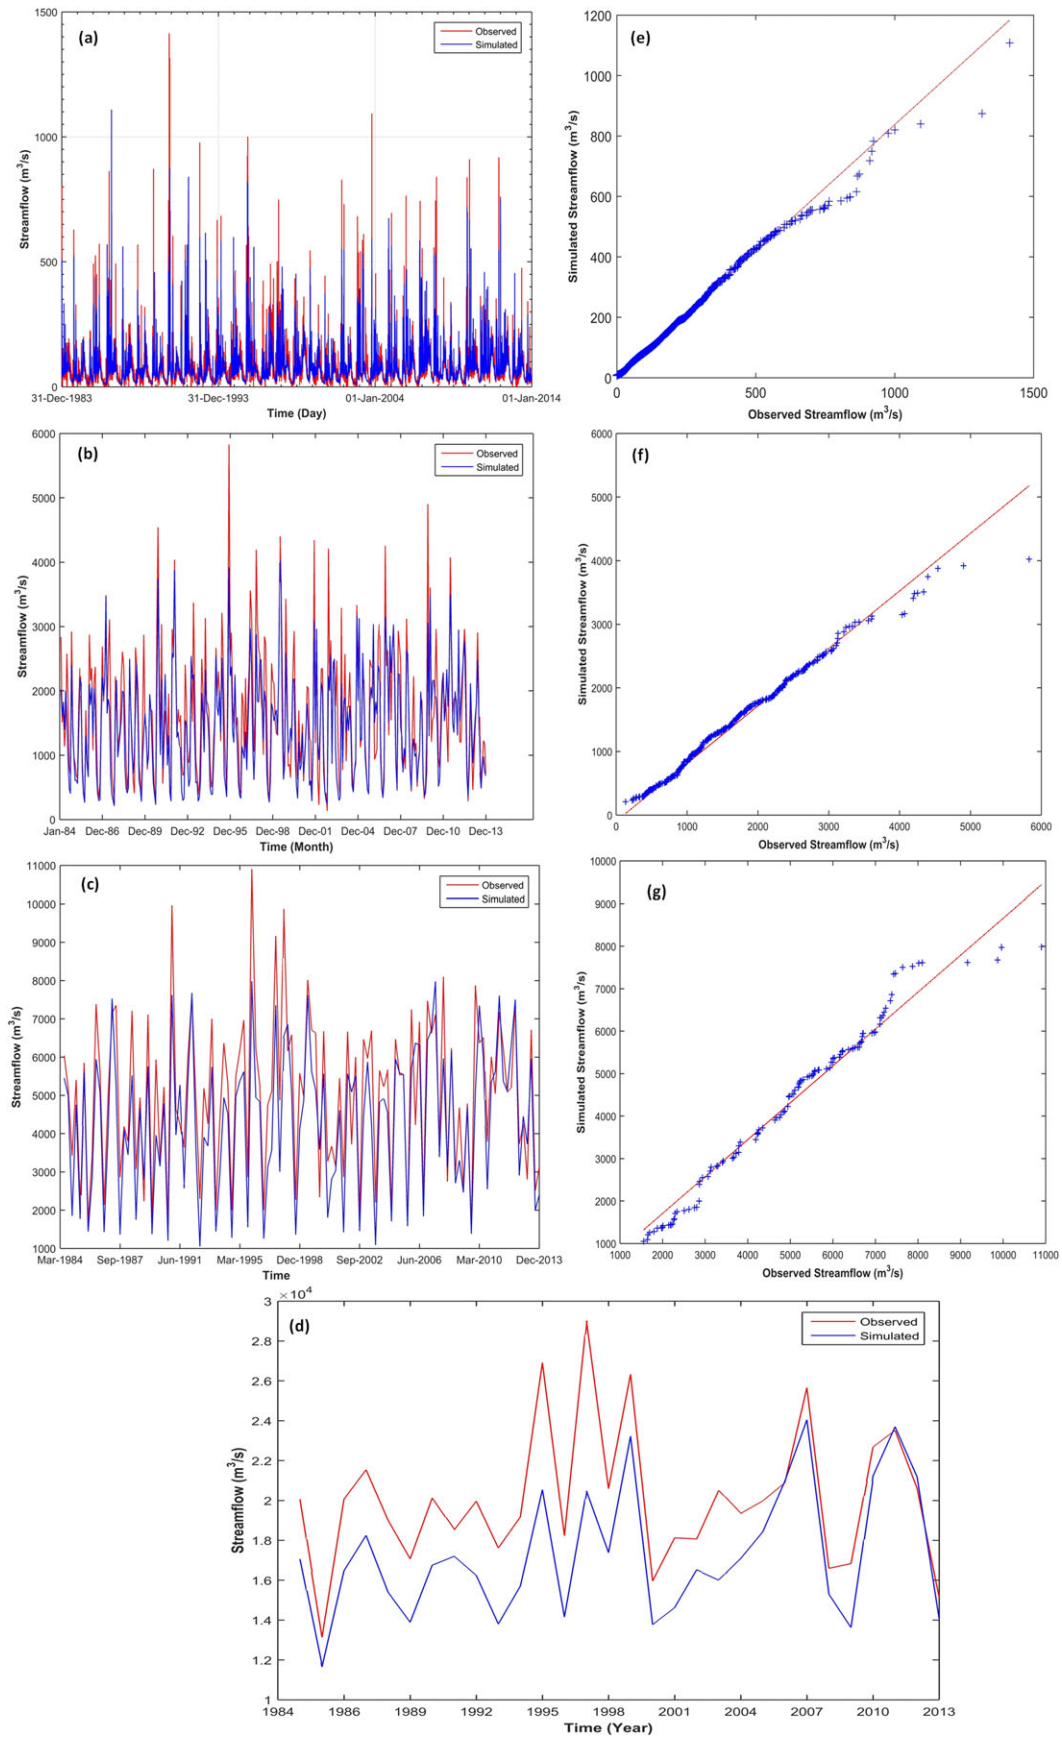 (a)
Observed
Simulated
Streamflow (m³/s)
1500
1000
500
0
31-Dec-1983 31-Dec-1993 01-Jan-2004 01-Jan-2014
Time (Day)
(e)
Simulated Streamflow (m³/s)
1200
1000
800
600
400
200
0
0 500 1000 1500
Observed Streamflow (m³/s)
(b)
Observed
Simulated
Streamflow (m³/s)
6000
5000
4000
3000
2000
1000
0
Jan-84 Dec-86 Dec-89 Dec-92 Dec-95 Dec-98 Dec-01 Dec-04 Dec-07 Dec-10 Dec-13
Time (Month)
(f)
Simulated Streamflow (m³/s)
6000
5000
4000
3000
2000
1000
0
0 1000 2000 3000 4000 5000 6000
Observed Streamflow (m³/s)
(c)
Observed
Simulated
Streamflow (m³/s)
11000
10000
9000
8000
7000
6000
5000
4000
3000
2000
1000
Mar-1984 Sep-1987 Jun-1991 Mar-1995 Dec-1998 Sep-2002 Jun-2006 Mar-2010 Dec-2013
Time
(g)
Simulated Streamflow (m³/s)
10000
9000
8000
7000
6000
5000
4000
3000
2000
1000
1000 2000 3000 4000 5000 6000 7000 8000 9000 10000 11000
Observed Streamflow (m³/s)
(d)
×10⁴
Observed
Simulated
Streamflow (m³/s)
3
2.8
2.6
2.4
2.2
2
1.8
1.6
1.4
1.2
1
1984 1986 1989 1992 1995 1998 2001 2004 2007 2010 2013
Time (Year)